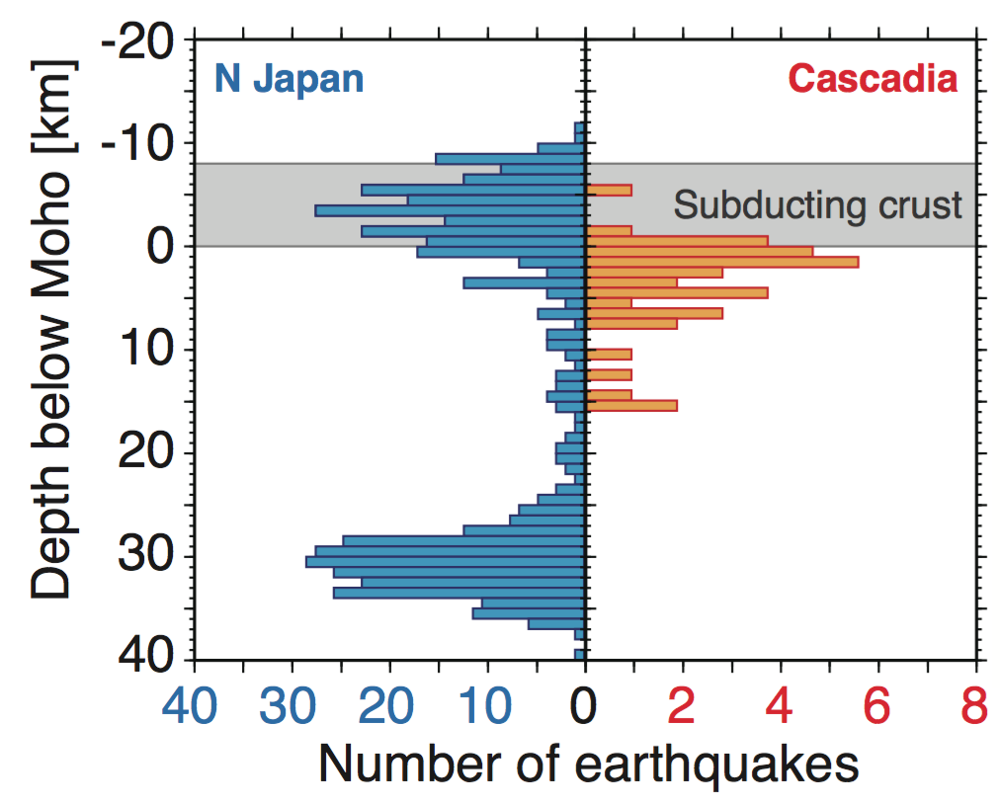 N Japan
Cascadia
Subducting crust
Depth below Moho [km]
-20
-10
0
10
20
30
40
40 30 20 10 0 2 4 6 8
Number of earthquakes